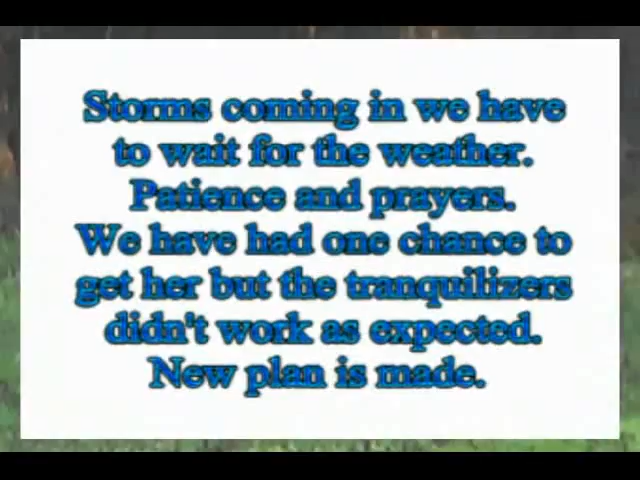 Storms coming in we have
to wait for the weather.
Patience and prayers.
We have had one chance to
get her but the tranquilizers
didn't work as expected.
New plan is made.